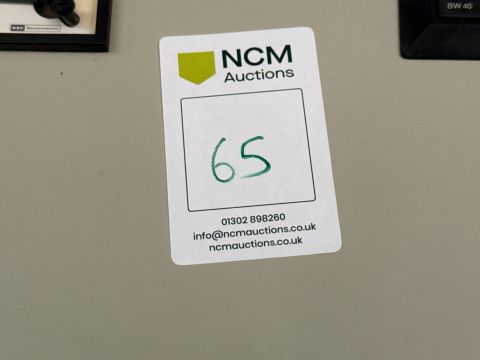 BW 40
NCM
Auctions
65
01302 898260
info@ncmauctions.co.uk
ncmauctions.co.uk